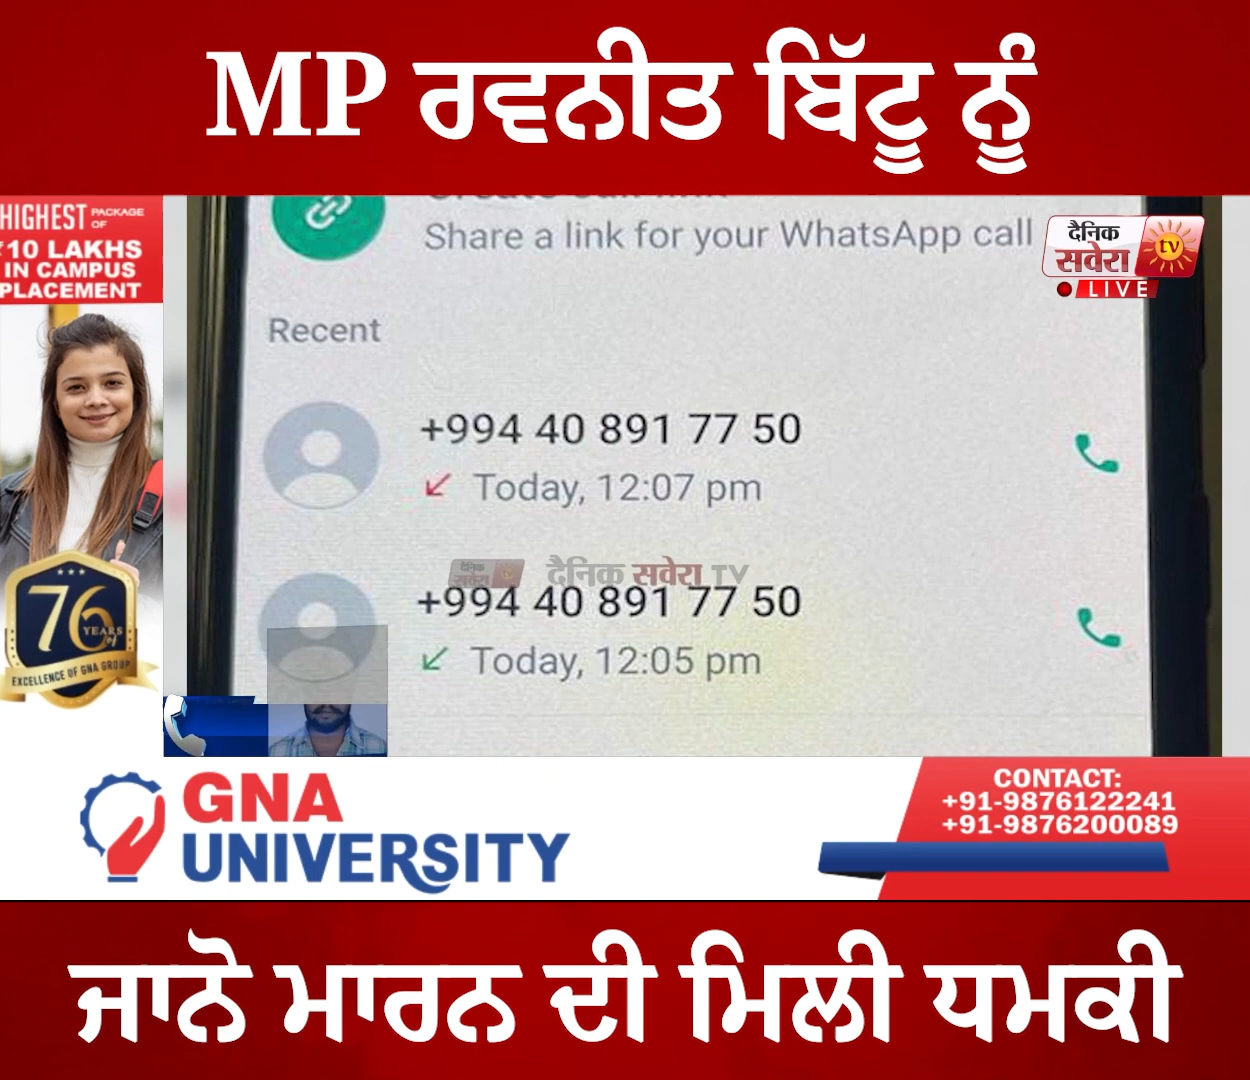 MP ਰਵਨੀਤ ਬਿੱਟੂ ਨੂੰ
HIGHEST PACKAGE OF
₹10 LAKHS
IN CAMPUS
PLACEMENT
Share a link for your WhatsApp call
दैनिक
सवेरा tv
LIVE
Recent
+994 40 891 77 50
Today, 12:07 pm
दैनिक सवेरा TV
+994 40 891 77 50
Today, 12:05 pm
76
YEARS
of
EXCELLENCE OF GNA GROUP
GNA
UNIVERSITY
CONTACT:
+91-9876122241
+91-9876200089
ਜਾਨੋ ਮਾਰਨ ਦੀ ਮਿਲੀ ਧਮਕੀ